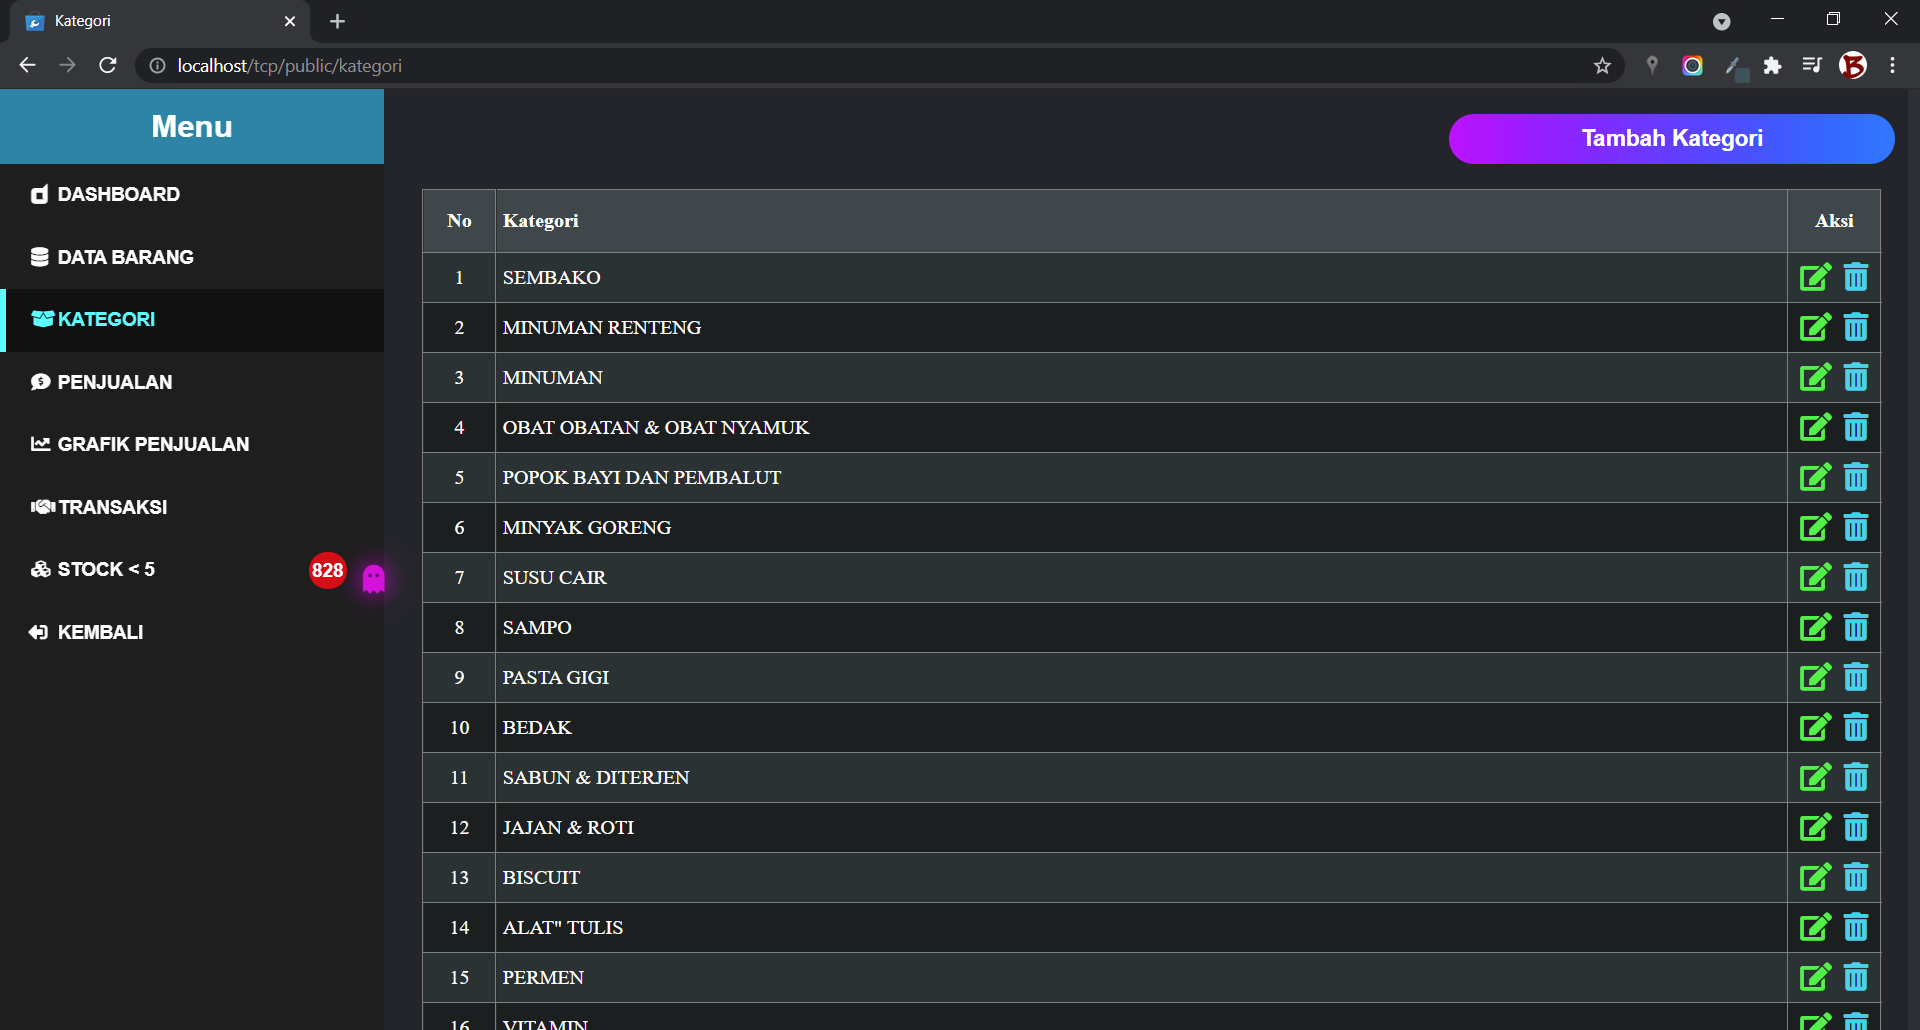 Kategori
localhost/tcp/public/kategori
Menu
DASHBOARD
DATA BARANG
KATEGORI
PENJUALAN
GRAFIK PENJUALAN
TRANSAKSI
STOCK < 5 828
KEMBALI
Tambah Kategori
No Kategori Aksi
1 SEMBAKO
2 MINUMAN RENTENG
3 MINUMAN
4 OBAT OBATAN & OBAT NYAMUK
5 POPOK BAYI DAN PEMBALUT
6 MINYAK GORENG
7 SUSU CAIR
8 SAMPO
9 PASTA GIGI
10 BEDAK
11 SABUN & DITERJEN
12 JAJAN & ROTI
13 BISCUIT
14 ALAT" TULIS
15 PERMEN
16 VITAMIN